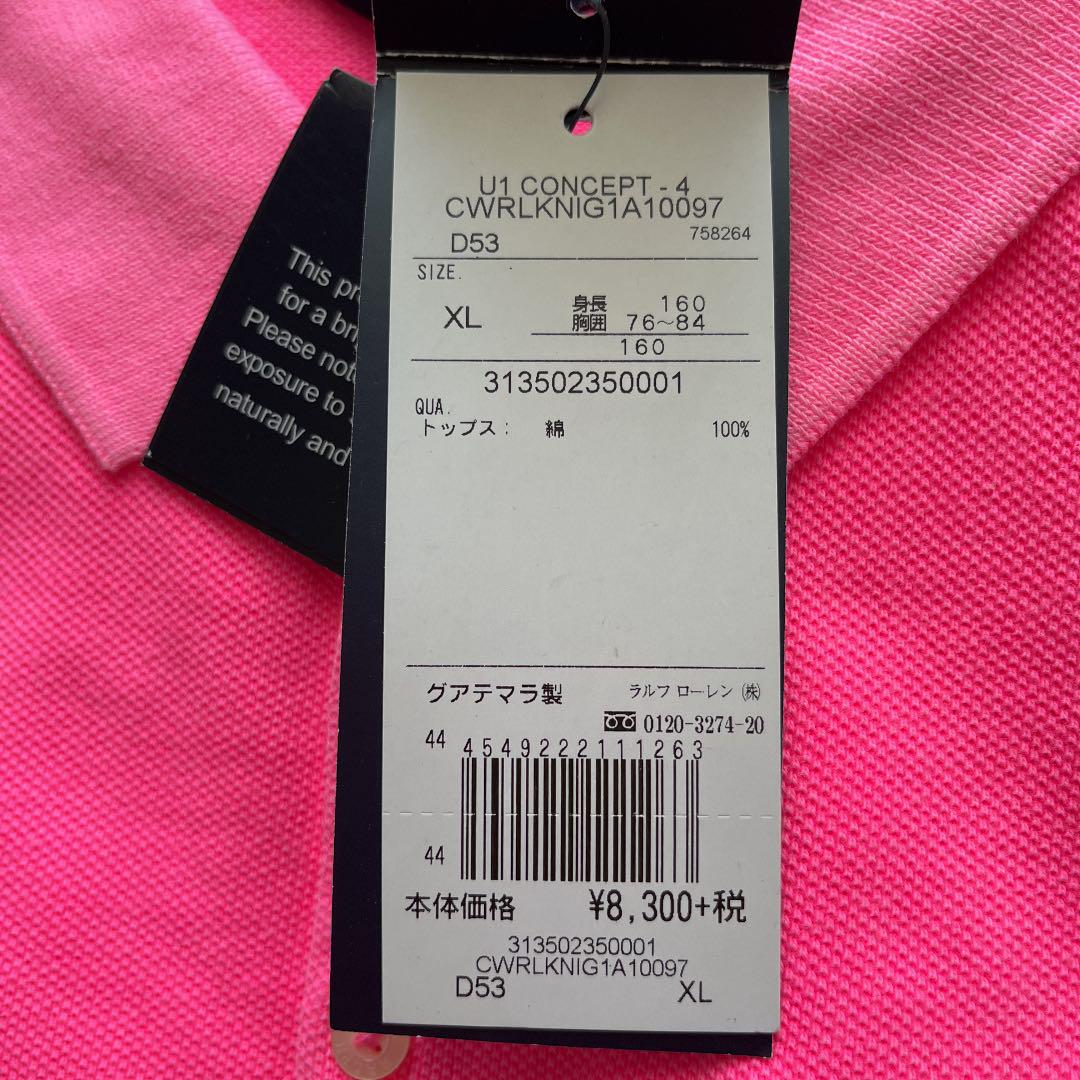 U1 CONCEPT - 4
CWRLKNIG1A10097
D53 758264
SIZE.
XL 身長 160
胸囲 76〜84
160
313502350001
QUA.
トップス: 綿 100%
グアテマラ製 ラルフ ローレン ㈱
0120-3274-20
44 4549222111263
44
本体価格 ¥8,300+税
313502350001
CWRLKNIG1A10097
D53 XL
This
for a
Please
exposure to
naturally and